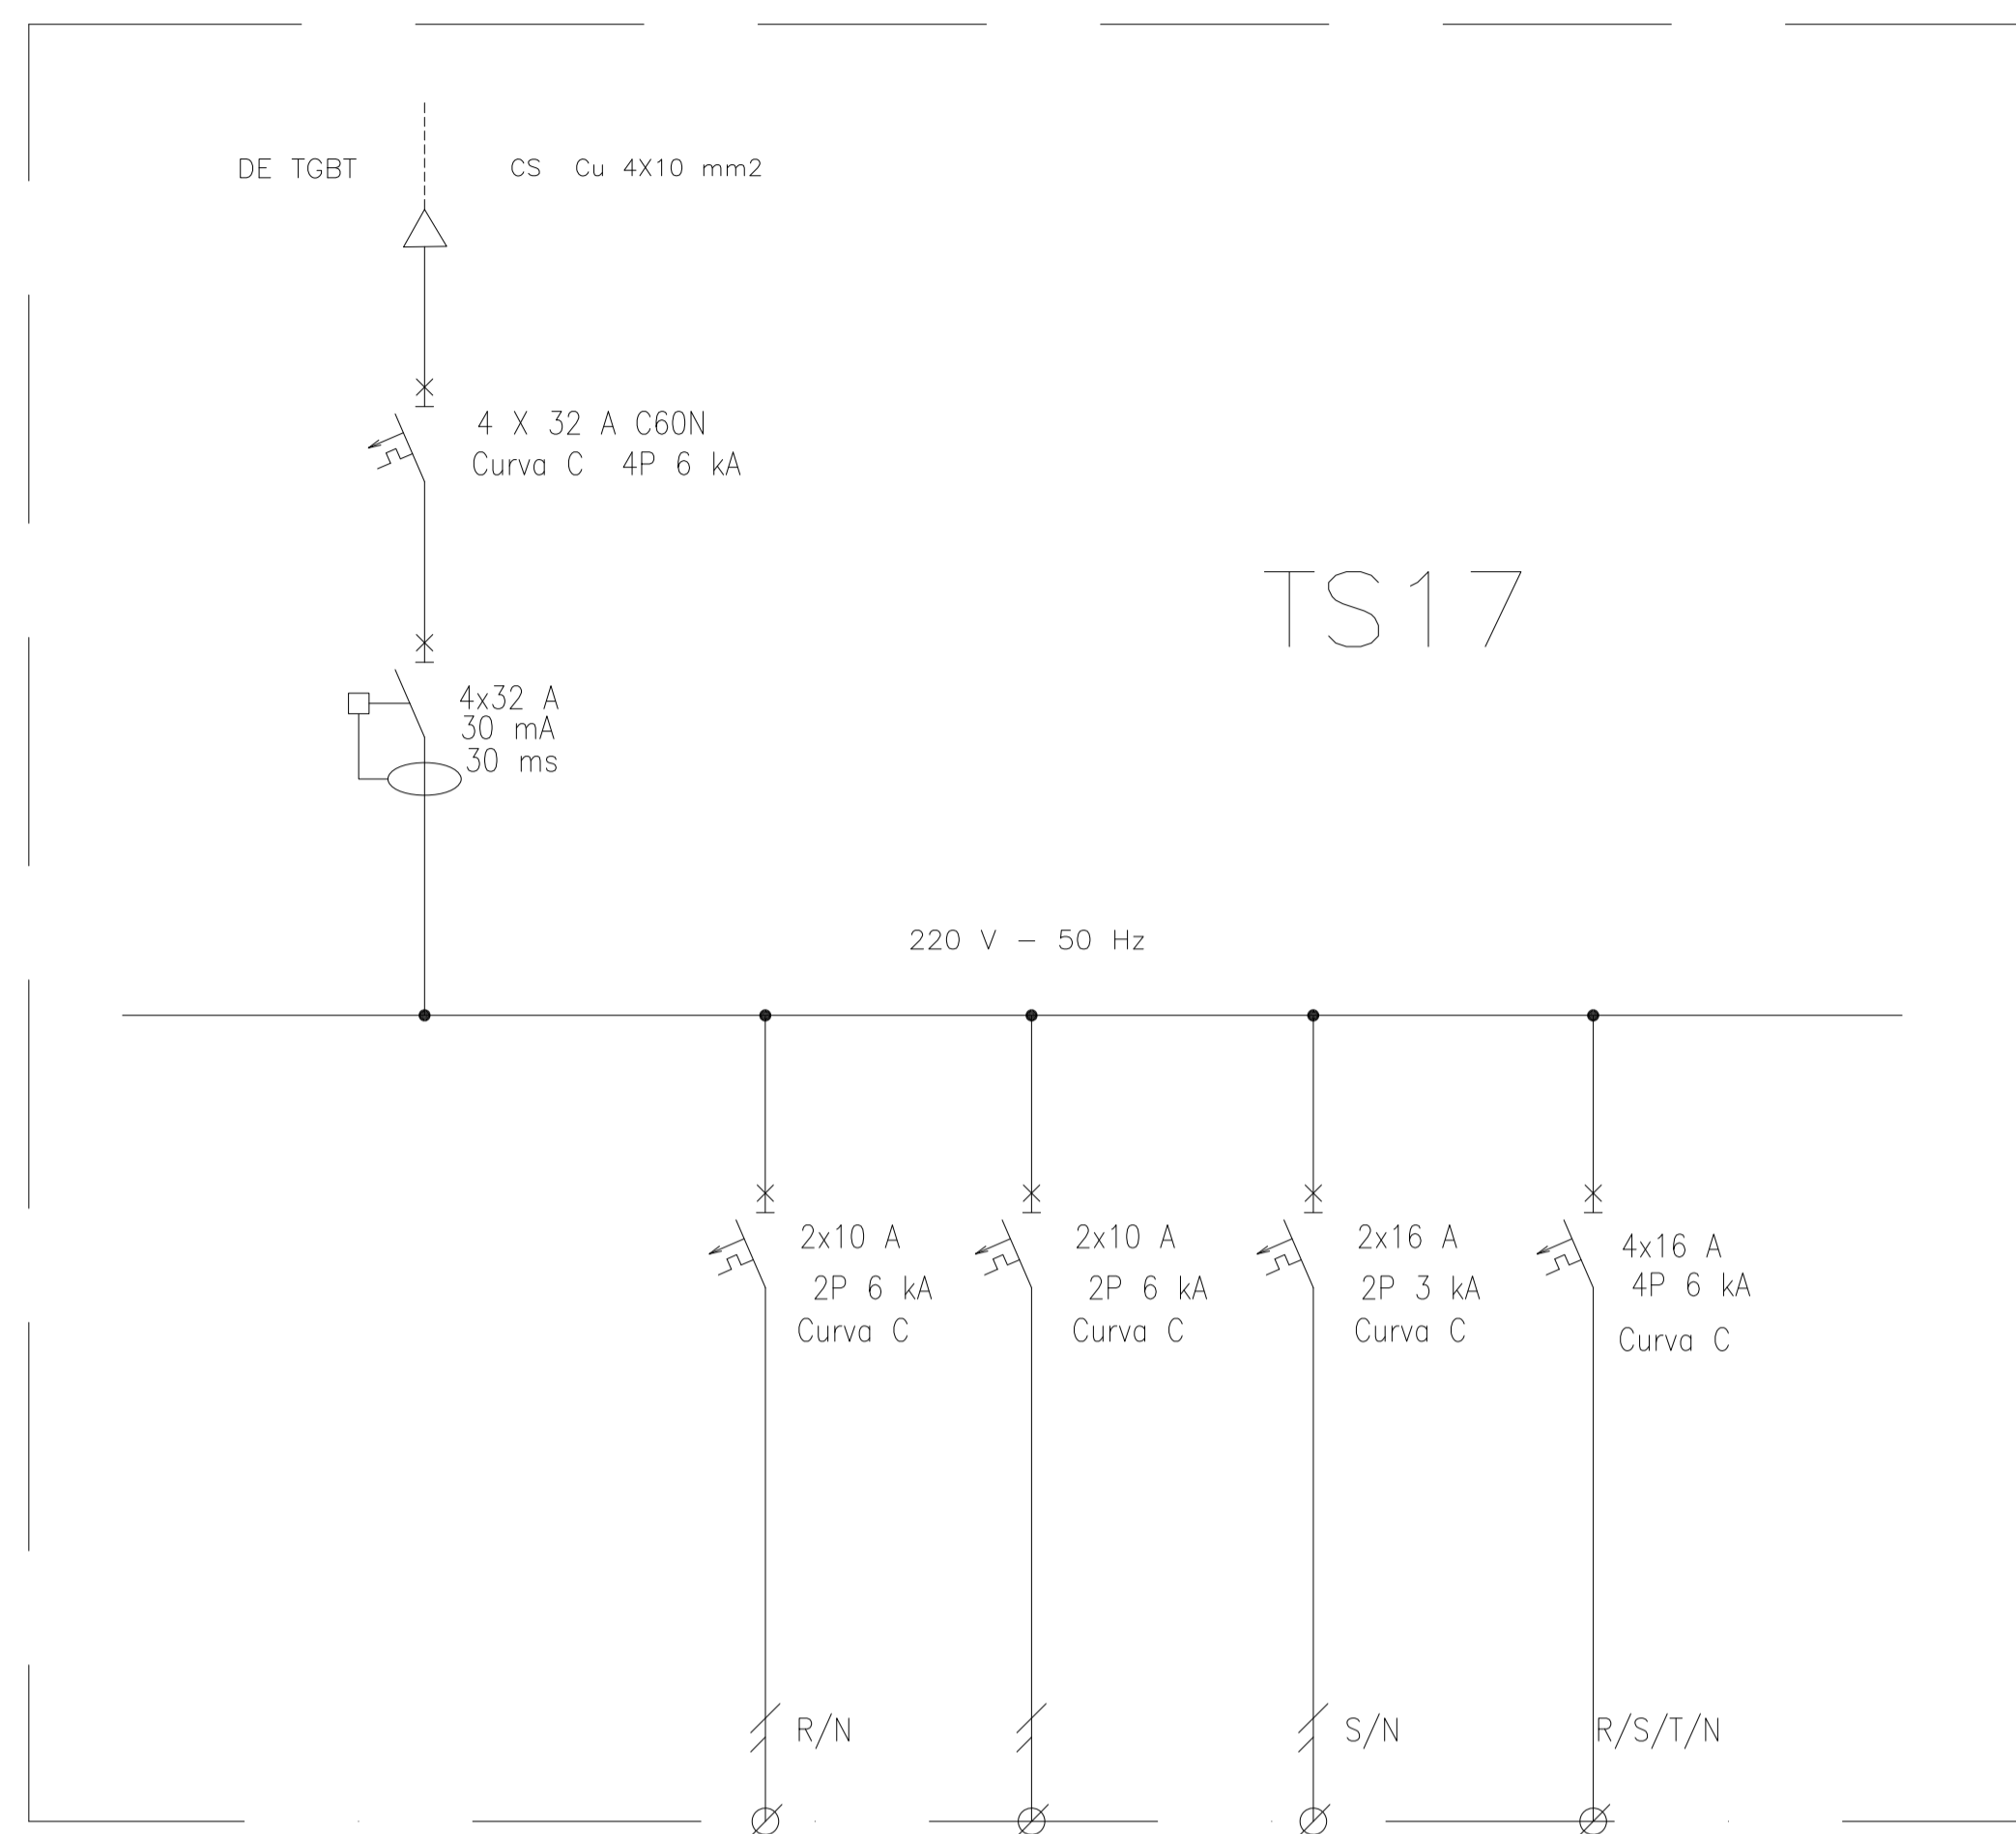 DE TGBT
CS Cu 4X10 mm2
4 X 32 A C60N
Curva C 4P 6 kA
TS17
4x32 A
30 mA
30 ms
220 V – 50 Hz
2x10 A
2P 6 kA
Curva C
2x10 A
2P 6 kA
Curva C
2x16 A
2P 3 kA
Curva C
4x16 A
4P 6 kA
Curva C
R/N
S/N
R/S/T/N